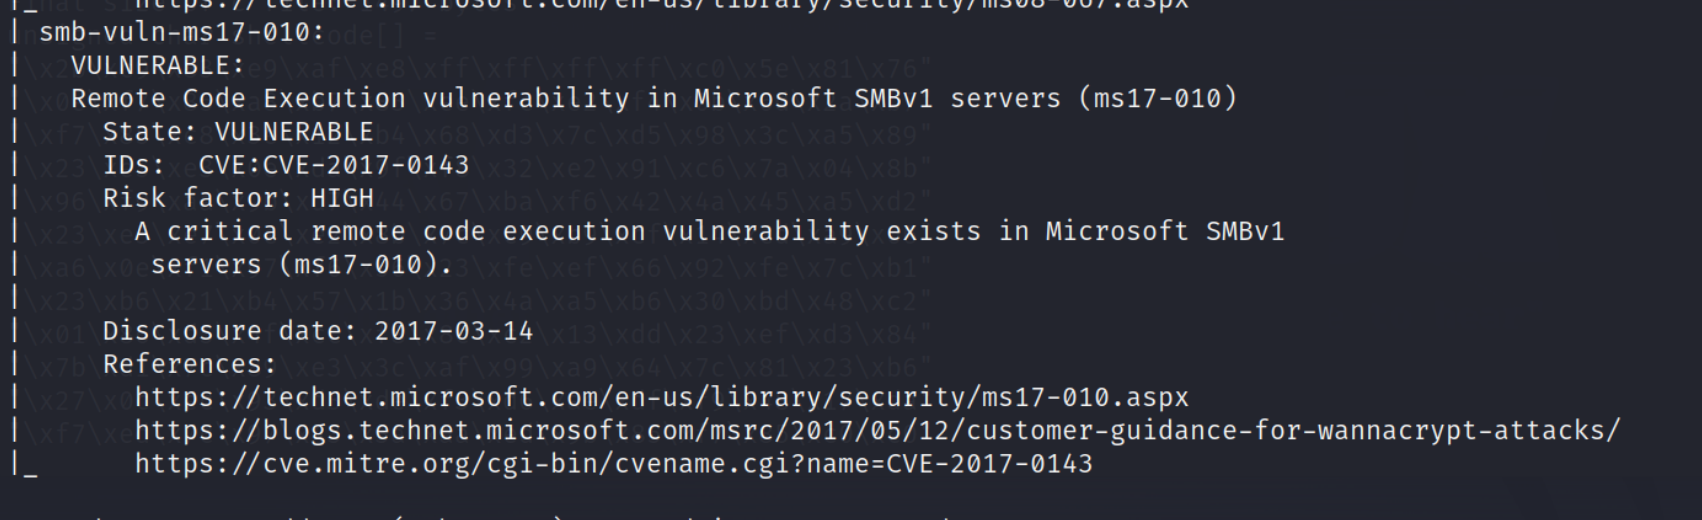 |_      https://technet.microsoft.com/en-us/library/security/ms08-067.aspx
| smb-vuln-ms17-010:
|   VULNERABLE:
|   Remote Code Execution vulnerability in Microsoft SMBv1 servers (ms17-010)
|     State: VULNERABLE
|     IDs:  CVE:CVE-2017-0143
|     Risk factor: HIGH
|       A critical remote code execution vulnerability exists in Microsoft SMBv1
|        servers (ms17-010).
|
|     Disclosure date: 2017-03-14
|     References:
|       https://technet.microsoft.com/en-us/library/security/ms17-010.aspx
|       https://blogs.technet.microsoft.com/msrc/2017/05/12/customer-guidance-for-wannacrypt-attacks/
|_      https://cve.mitre.org/cgi-bin/cvename.cgi?name=CVE-2017-0143